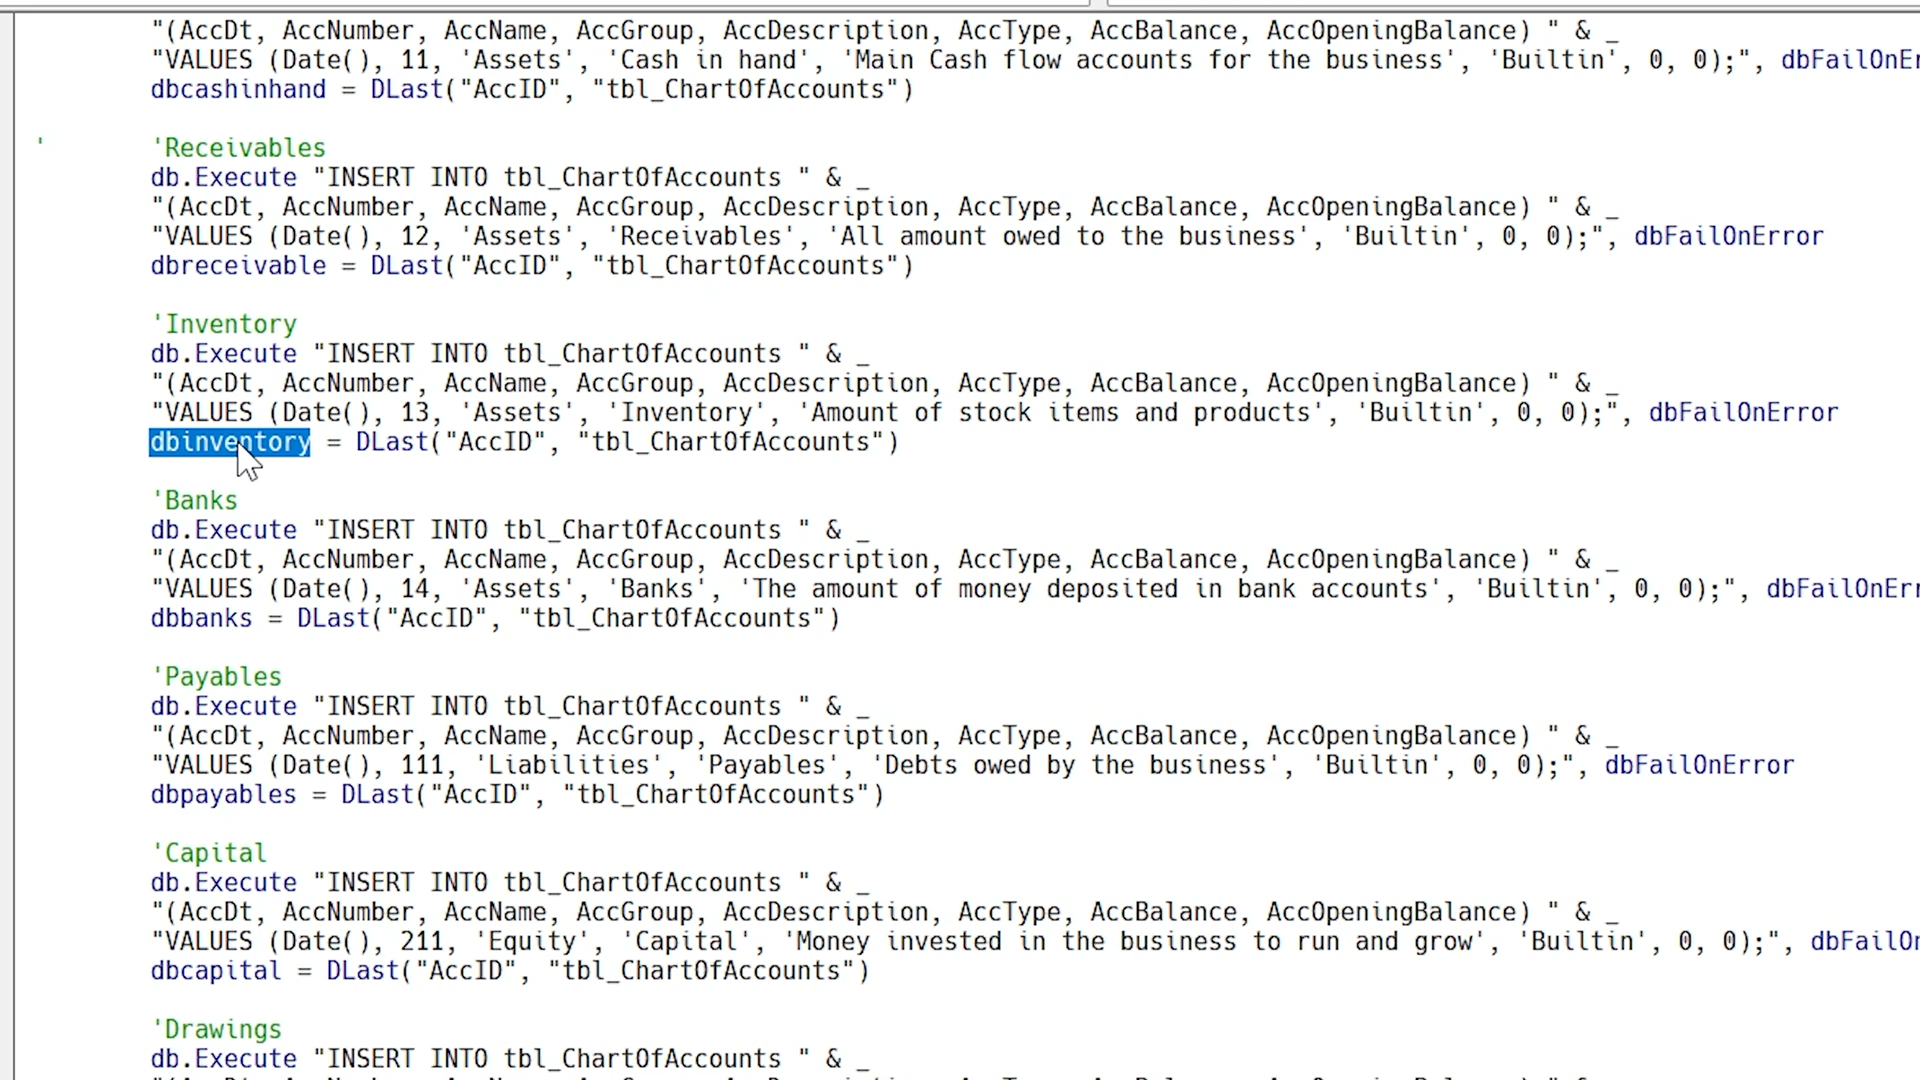 "(AccDt, AccNumber, AccName, AccGroup, AccDescription, AccType, AccBalance, AccOpeningBalance) " & _
"VALUES (Date(), 11, 'Assets', 'Cash in hand', 'Main Cash flow accounts for the business', 'Builtin', 0, 0);", dbFailOnEr
dbcashinhand = DLast("AccID", "tbl_ChartOfAccounts")
' 'Receivables
db.Execute "INSERT INTO tbl_ChartOfAccounts " & _
"(AccDt, AccNumber, AccName, AccGroup, AccDescription, AccType, AccBalance, AccOpeningBalance) " & _
"VALUES (Date(), 12, 'Assets', 'Receivables', 'All amount owed to the business', 'Builtin', 0, 0);", dbFailOnError
dbreceivable = DLast("AccID", "tbl_ChartOfAccounts")
'Inventory
db.Execute "INSERT INTO tbl_ChartOfAccounts " & _
"(AccDt, AccNumber, AccName, AccGroup, AccDescription, AccType, AccBalance, AccOpeningBalance) " & _
"VALUES (Date(), 13, 'Assets', 'Inventory', 'Amount of stock items and products', 'Builtin', 0, 0);", dbFailOnError
dbinventory = DLast("AccID", "tbl_ChartOfAccounts")
'Banks
db.Execute "INSERT INTO tbl_ChartOfAccounts " & _
"(AccDt, AccNumber, AccName, AccGroup, AccDescription, AccType, AccBalance, AccOpeningBalance) " & _
"VALUES (Date(), 14, 'Assets', 'Banks', 'The amount of money deposited in bank accounts', 'Builtin', 0, 0);", dbFailOnErr
dbbanks = DLast("AccID", "tbl_ChartOfAccounts")
'Payables
db.Execute "INSERT INTO tbl_ChartOfAccounts " & _
"(AccDt, AccNumber, AccName, AccGroup, AccDescription, AccType, AccBalance, AccOpeningBalance) " & _
"VALUES (Date(), 111, 'Liabilities', 'Payables', 'Debts owed by the business', 'Builtin', 0, 0);", dbFailOnError
dbpayables = DLast("AccID", "tbl_ChartOfAccounts")
'Capital
db.Execute "INSERT INTO tbl_ChartOfAccounts " & _
"(AccDt, AccNumber, AccName, AccGroup, AccDescription, AccType, AccBalance, AccOpeningBalance) " & _
"VALUES (Date(), 211, 'Equity', 'Capital', 'Money invested in the business to run and grow', 'Builtin', 0, 0);", dbFailOn
dbcapital = DLast("AccID", "tbl_ChartOfAccounts")
'Drawings
db.Execute "INSERT INTO tbl_ChartOfAccounts " & _